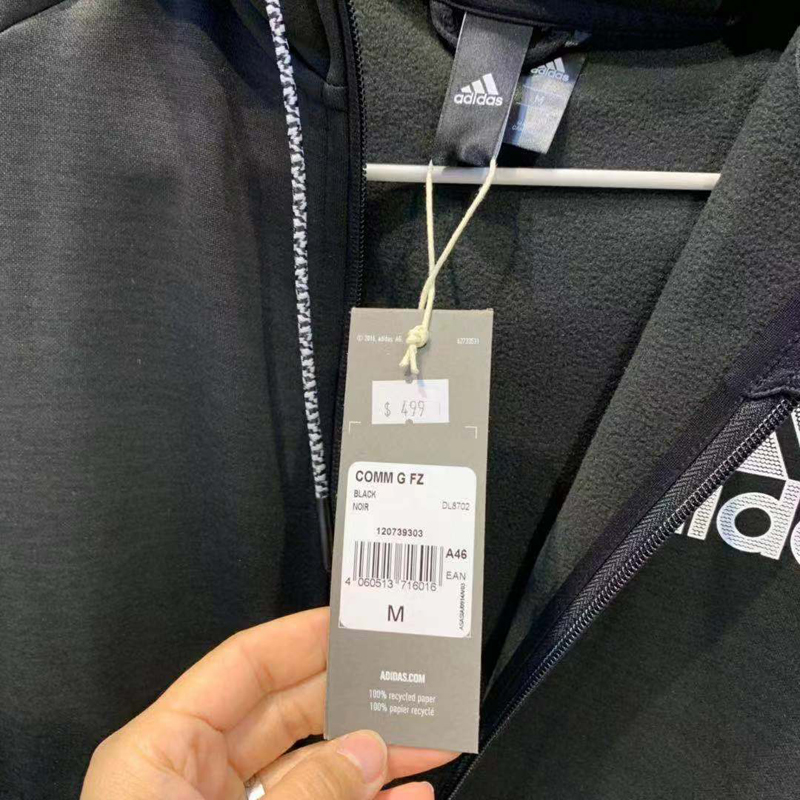 adidas
adidas
M
© 2018, adidas AG.
$ 499
COMM G FZ
BLACK
NOIR
DL8702
120739303
A46
EAN
4 060513 716016
M
ADIDAS.COM
100% recycled paper
100% papier recyclé
adidas